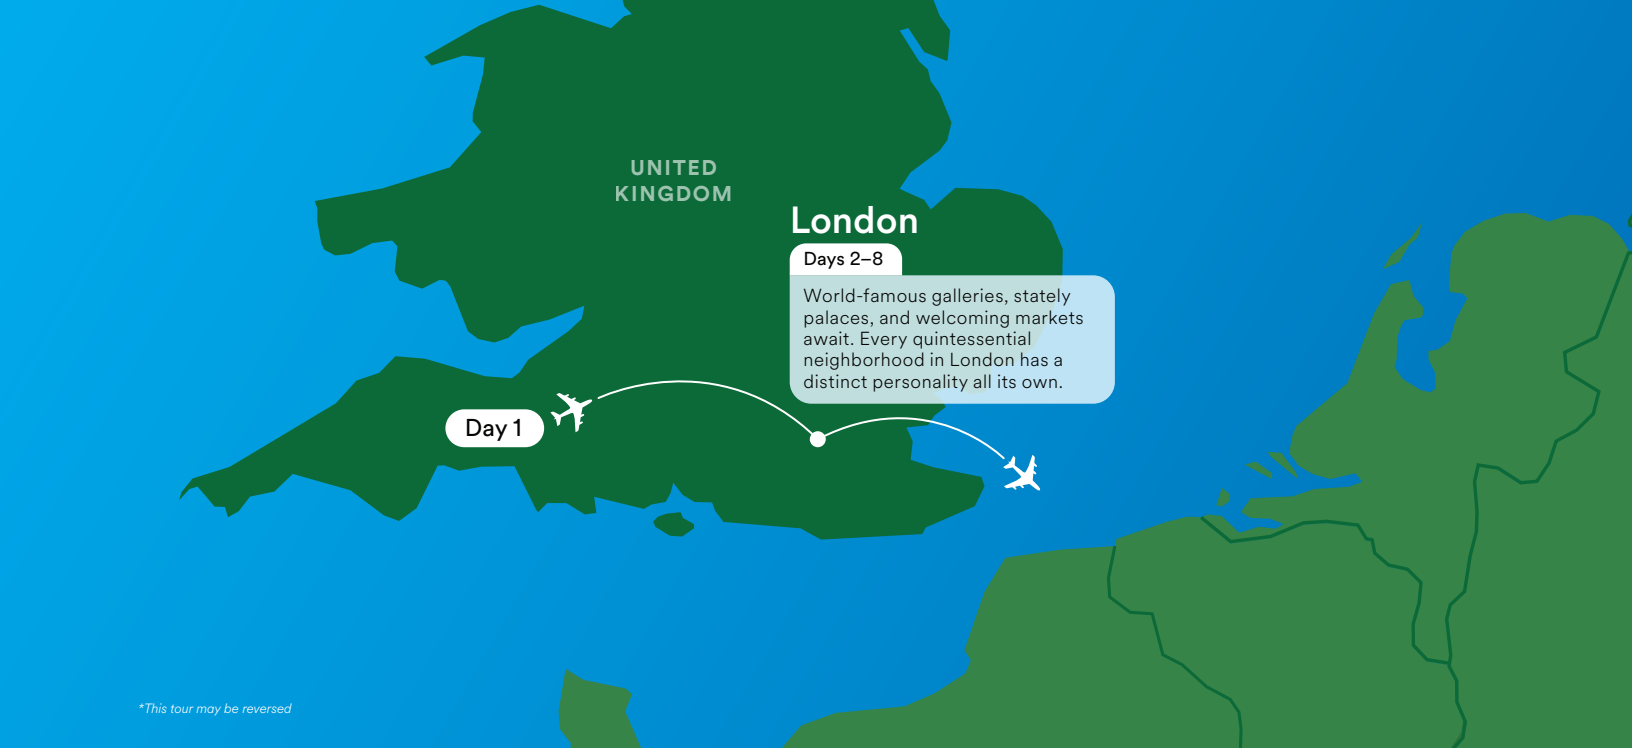 UNITED
KINGDOM
London
Days 2–8
World-famous galleries, stately
palaces, and welcoming markets
await. Every quintessential
neighborhood in London has a
distinct personality all its own.
Day 1
*This tour may be reversed